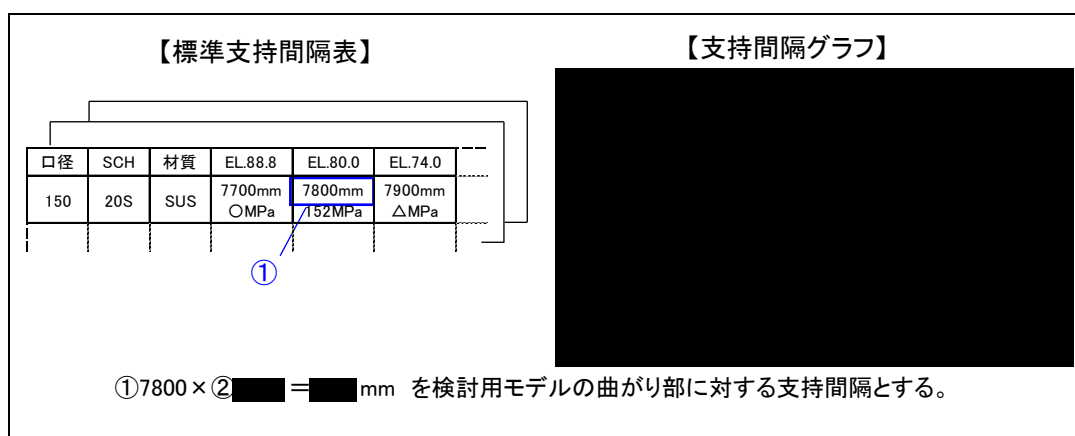 【標準支持間隔表】
【支持間隔グラフ】
口径 SCH 材質 EL.88.8 EL.80.0 EL.74.0
150 20S SUS 7700mm 7800mm 7900mm
〇MPa 152MPa △MPa
①
①7800×② = mm を検討用モデルの曲がり部に対する支持間隔とする。